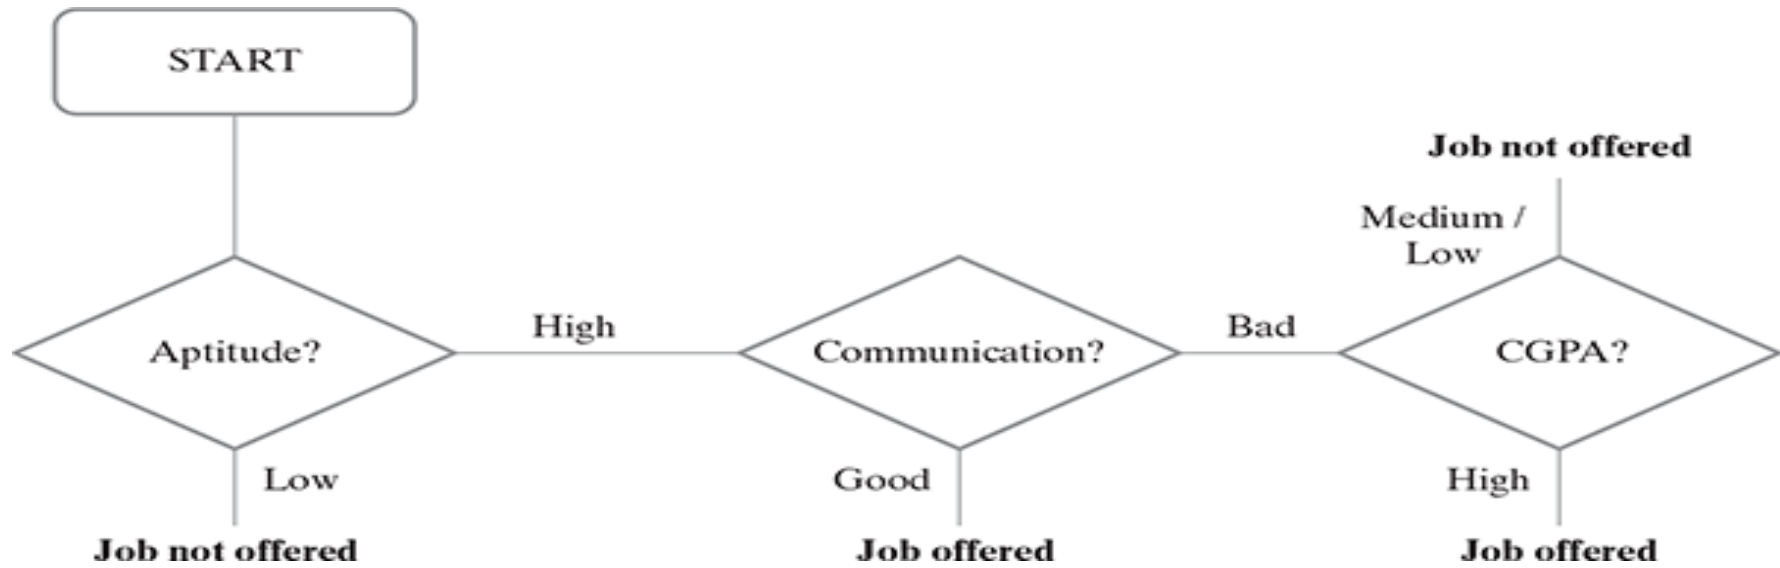 START
Job not offered
Medium /
Low
Aptitude?
High
Communication?
Bad
CGPA?
Low
Good
High
Job not offered
Job offered
Job offered